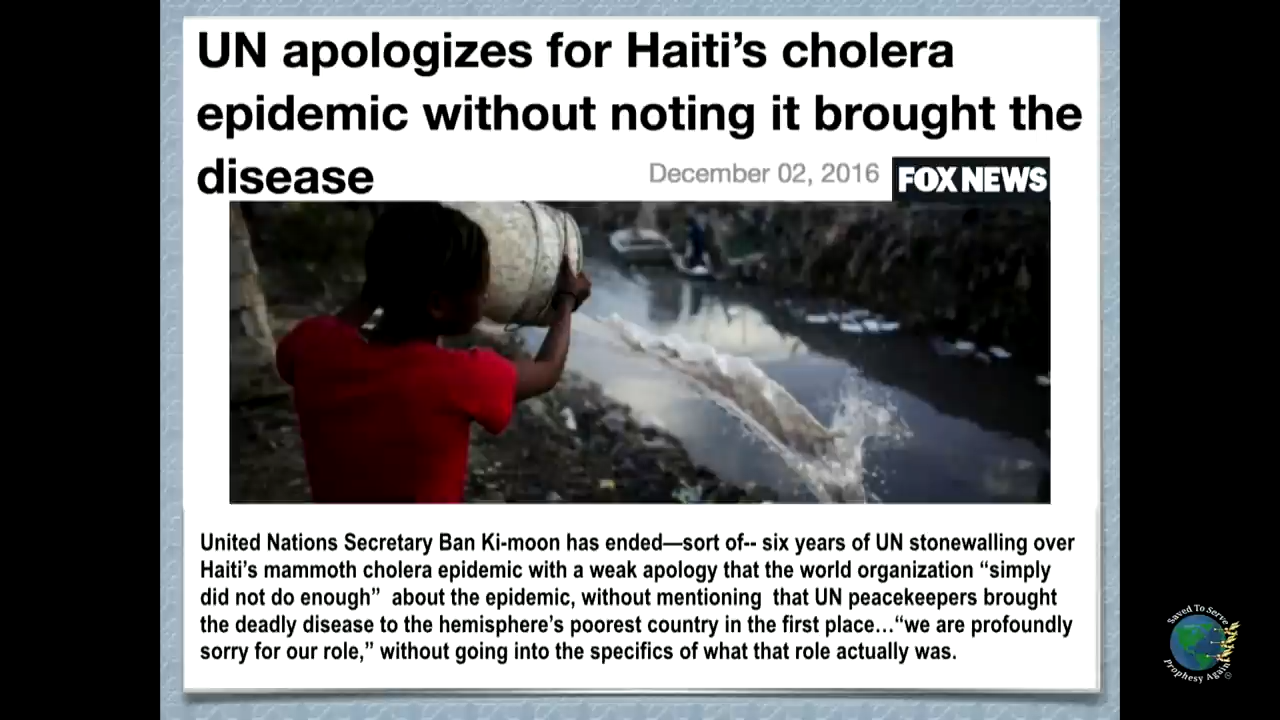 UN apologizes for Haiti’s cholera
epidemic without noting it brought the
disease
December 02, 2016
FOX NEWS
United Nations Secretary Ban Ki-moon has ended—sort of-- six years of UN stonewalling over
Haiti’s mammoth cholera epidemic with a weak apology that the world organization “simply
did not do enough”  about the epidemic, without mentioning  that UN peacekeepers brought
the deadly disease to the hemisphere’s poorest country in the first place…“we are profoundly
sorry for our role,” without going into the specifics of what that role actually was.
Saved To Serve
Prophesy Again